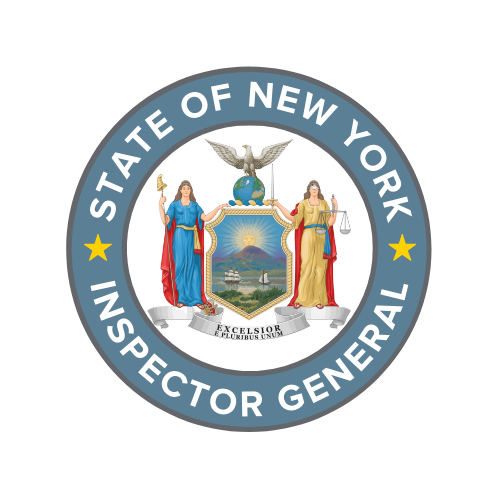 STATE OF NEW YORK
EXCELSIOR
E PLURIBUS UNUM
INSPECTOR GENERAL